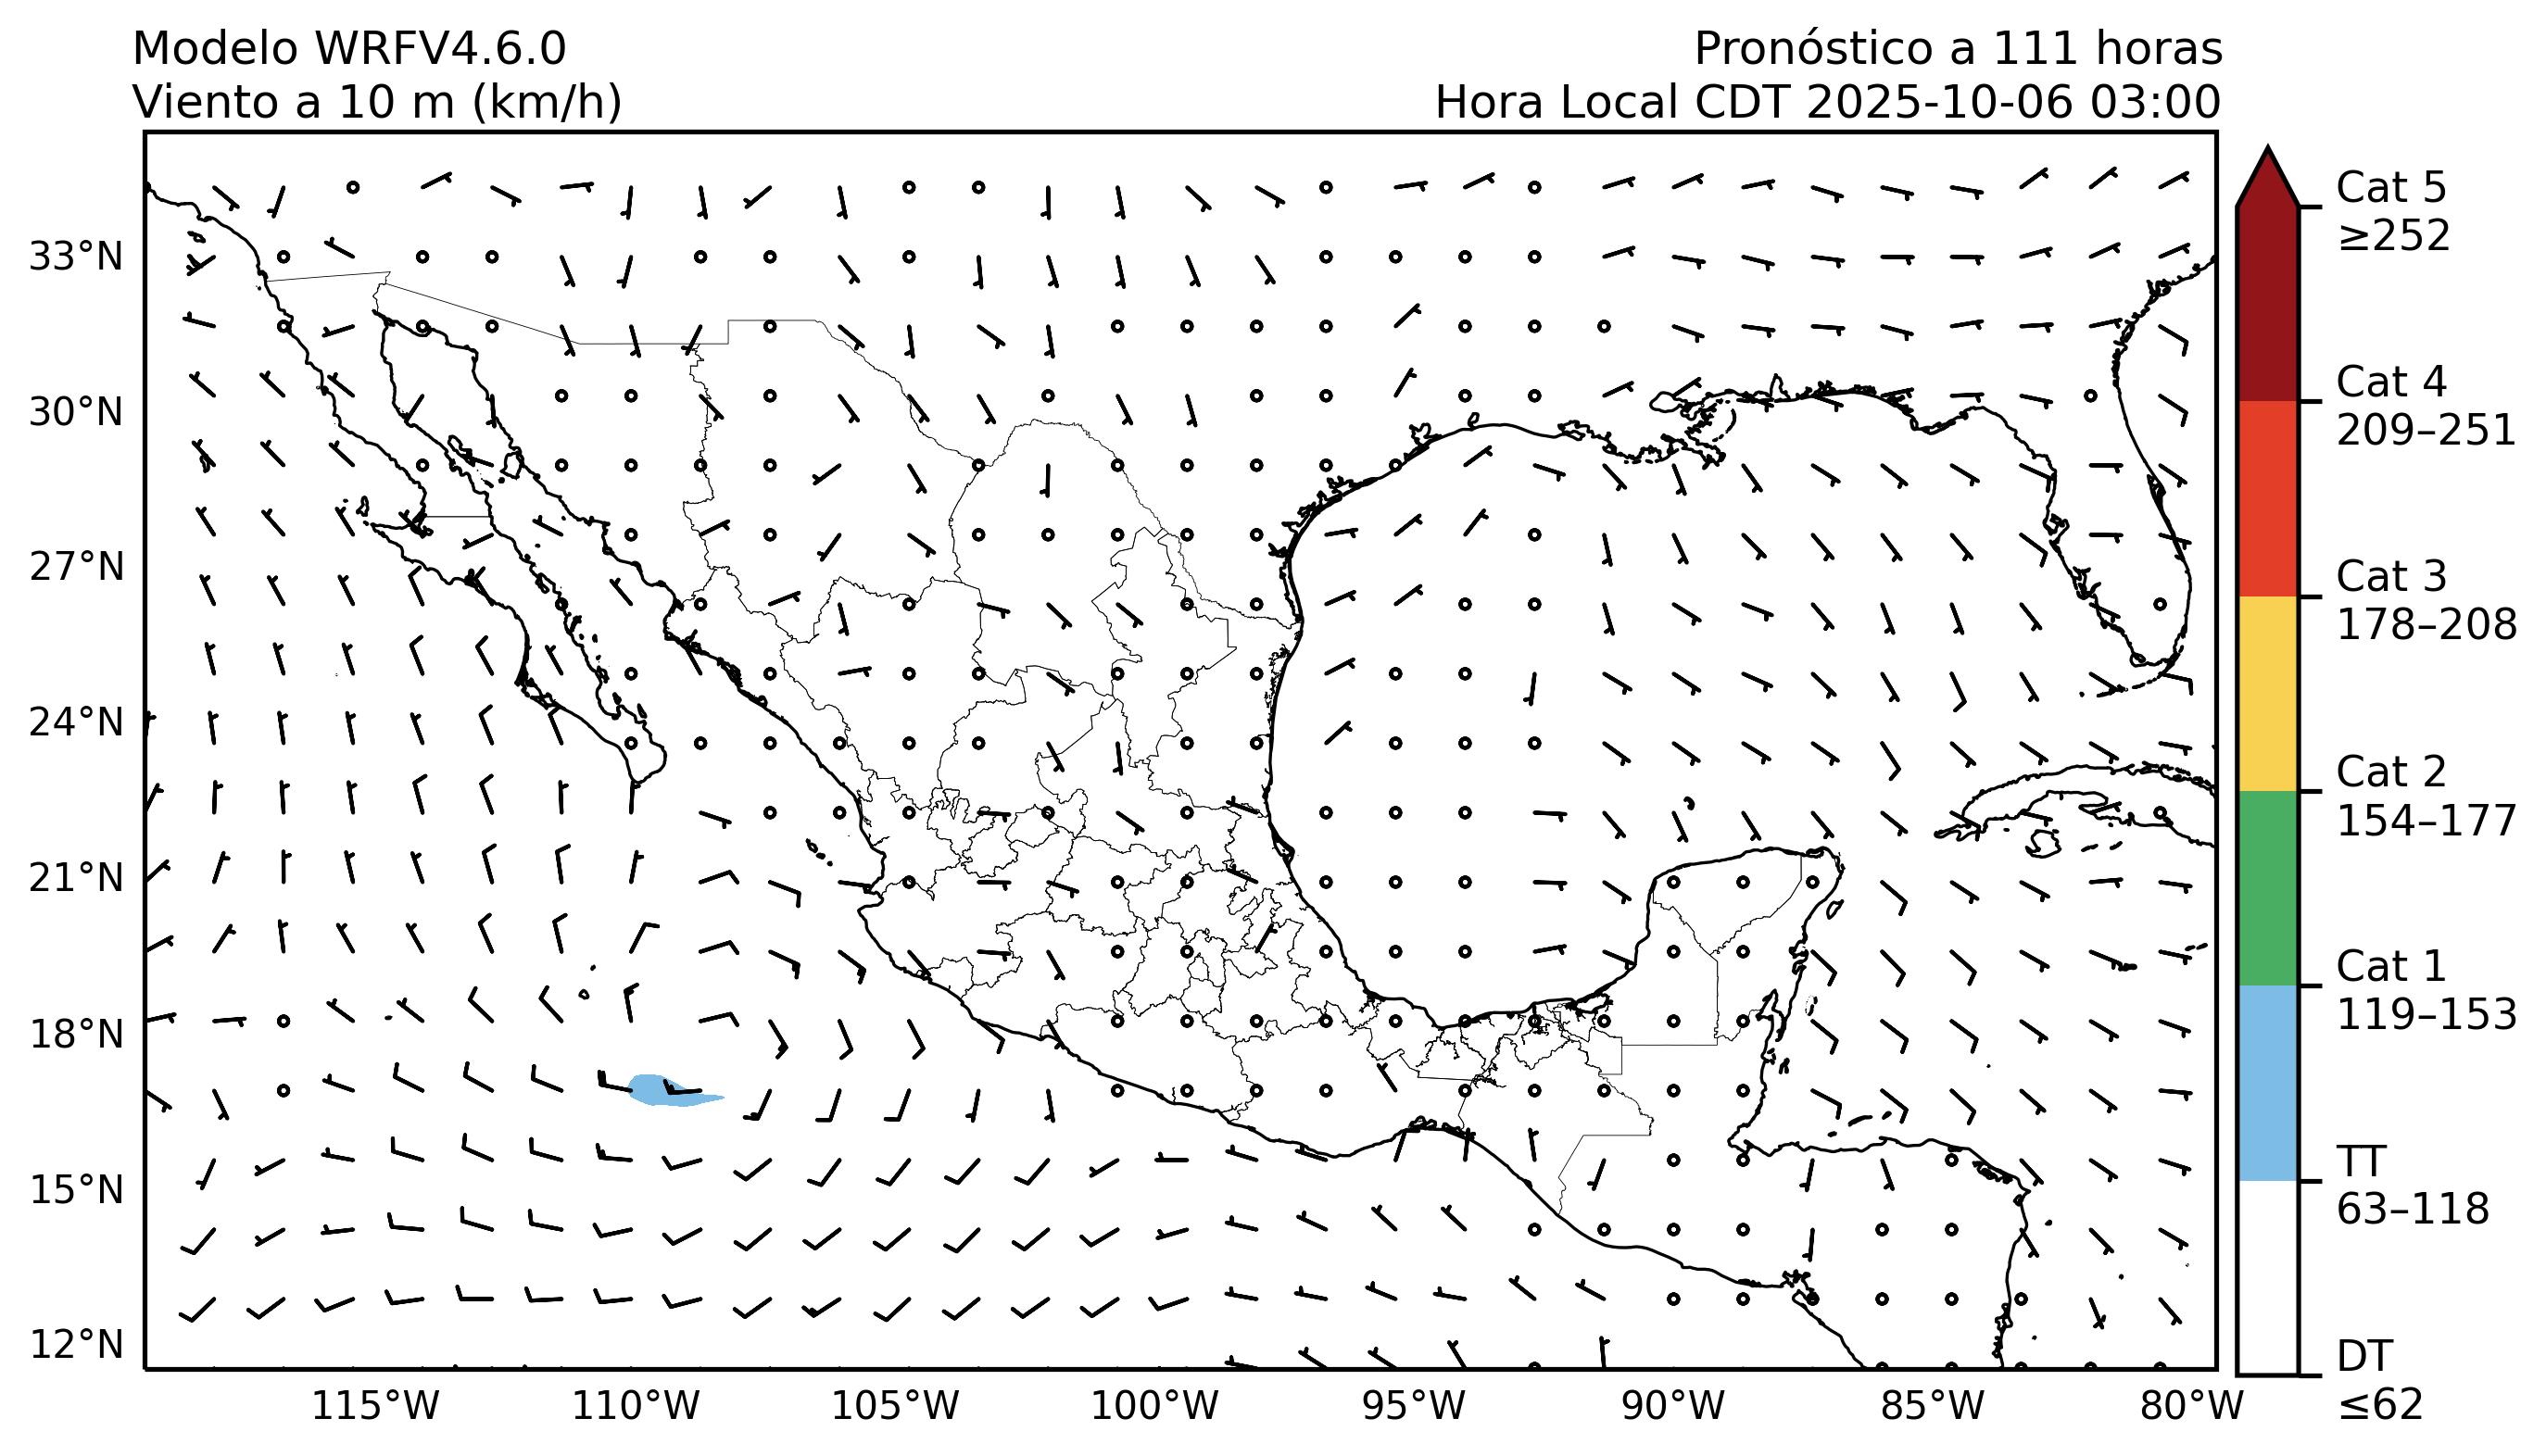 Modelo WRFV4.6.0
Viento a 10 m (km/h)
Pronóstico a 111 horas
Hora Local CDT 2025-10-06 03:00
33°N
30°N
27°N
24°N
21°N
18°N
15°N
12°N
115°W
110°W
105°W
100°W
95°W
90°W
85°W
80°W
Cat 5
≥252
Cat 4
209–251
Cat 3
178–208
Cat 2
154–177
Cat 1
119–153
TT
63–118
DT
≤62